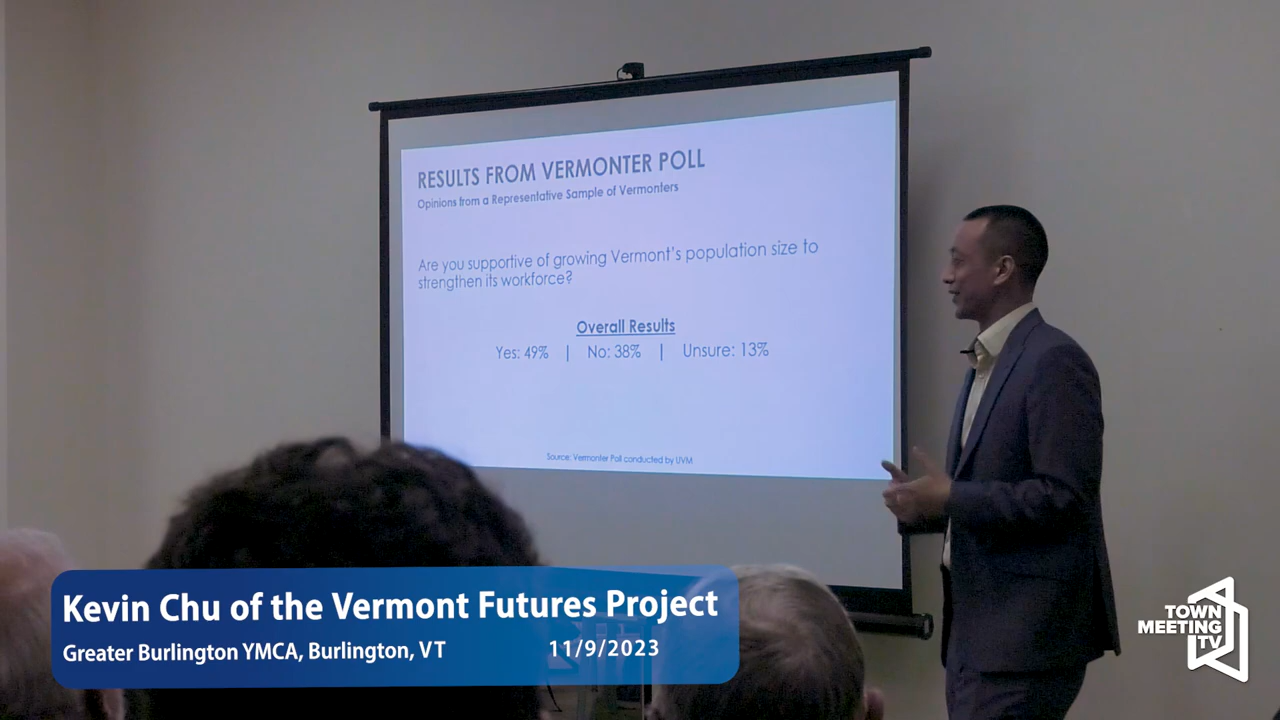 RESULTS FROM VERMONTER POLL
Opinions from a Representative Sample of Vermonters
Are you supportive of growing Vermont's population size to
strengthen its workforce?
Overall Results
Yes: 49% | No: 38% | Unsure: 13%
Source: Vermonter Poll conducted by UVM
Kevin Chu of the Vermont Futures Project
Greater Burlington YMCA, Burlington, VT 11/9/2023
TOWN
MEETING
TV